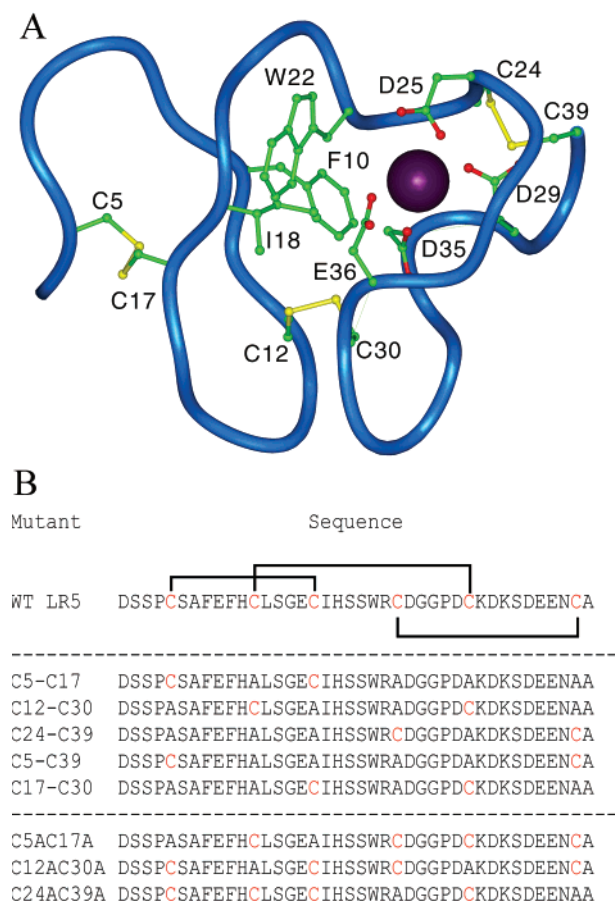 A
W22
D25
C24
C39
F10
C5
D29
I18
D35
C17
E36
C12
C30
B
Mutant Sequence
WT LR5 DSSPCSAFEFHCLSGECIHSSWRCDGGPDCKDKSDEENCA
C5-C17 DSSPCSAFEFHALSGECIHSSWRADGGPDAKDKSDEENAA
C12-C30 DSSPASAFEFHCLSGEAIHSSWRADGGPDCKDKSDEENAA
C24-C39 DSSPASAFEFHALSGEAIHSSWRCDGGPDAKDKSDEENCA
C5-C39 DSSPCSAFEFHALSGEAIHSSWRADGGPDAKDKSDEENCA
C17-C30 DSSPASAFEFHALSGECIHSSWRADGGPDCKDKSDEENAA
C5AC17A DSSPASAFEFHCLSGEAIHSSWRCDGGPDCKDKSDEENCA
C12AC30A DSSPCSAFEFHALSGECIHSSWRCDGGPDAKDKSDEENCA
C24AC39A DSSPCSAFEFHCLSGECIHSSWRADGGPDCKDKSDEENAA